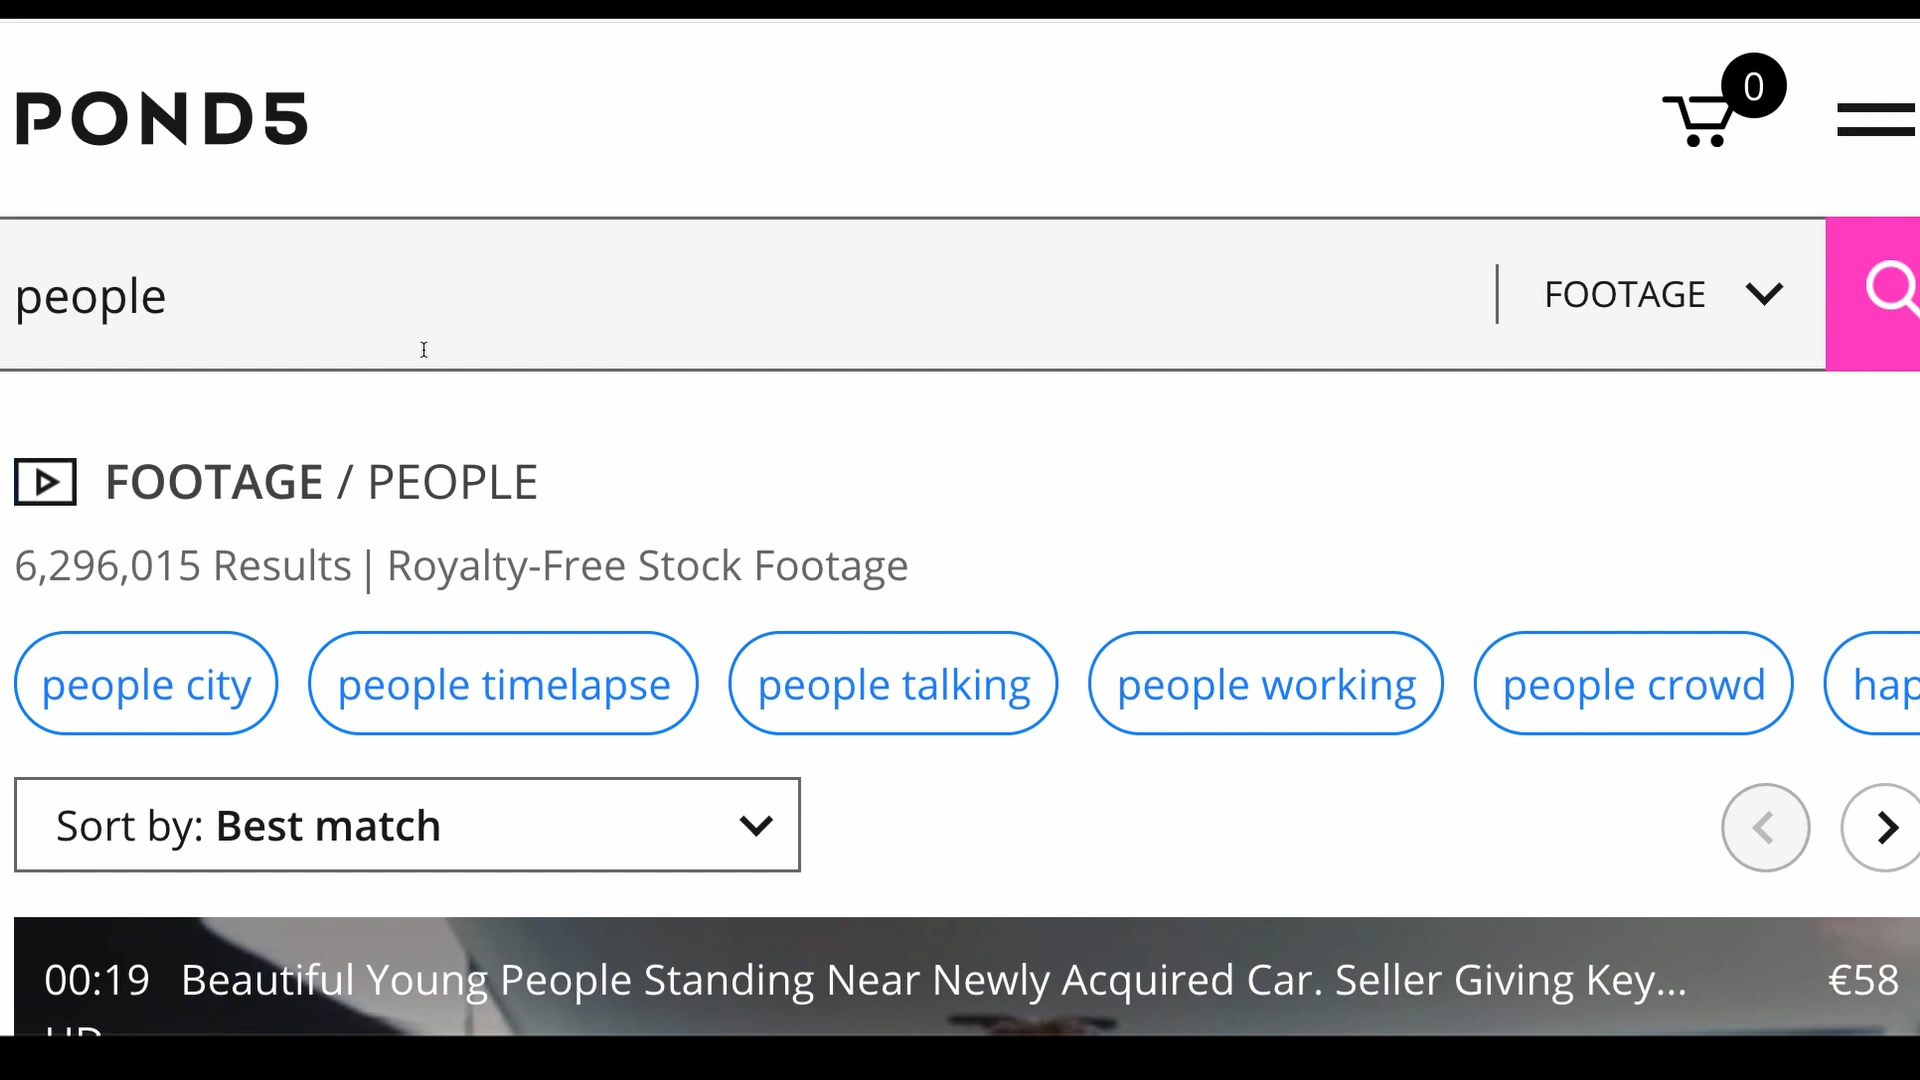 POND5
0
people
FOOTAGE
FOOTAGE / PEOPLE
6,296,015 Results | Royalty-Free Stock Footage
people city
people timelapse
people talking
people working
people crowd
Sort by: Best match
00:19 Beautiful Young People Standing Near Newly Acquired Car. Seller Giving Key... €58